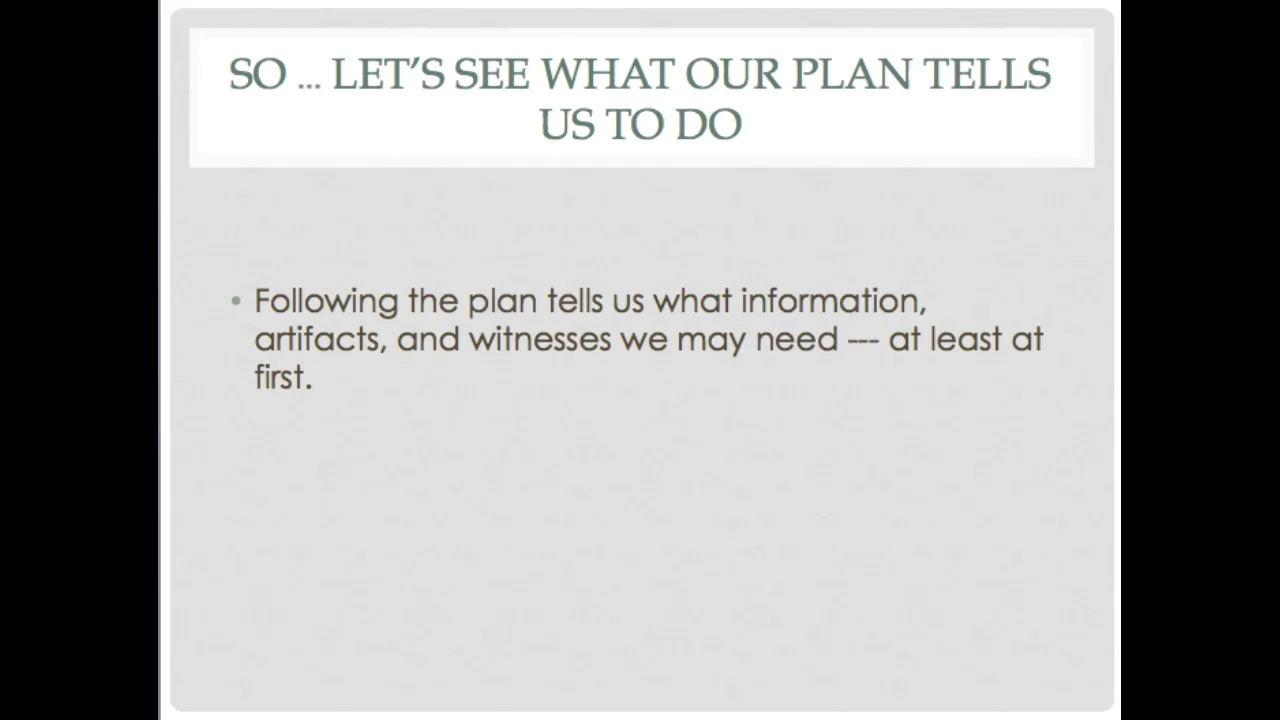 SO … LET’S SEE WHAT OUR PLAN TELLS
US TO DO
• Following the plan tells us what information,
artifacts, and witnesses we may need --- at least at
first.